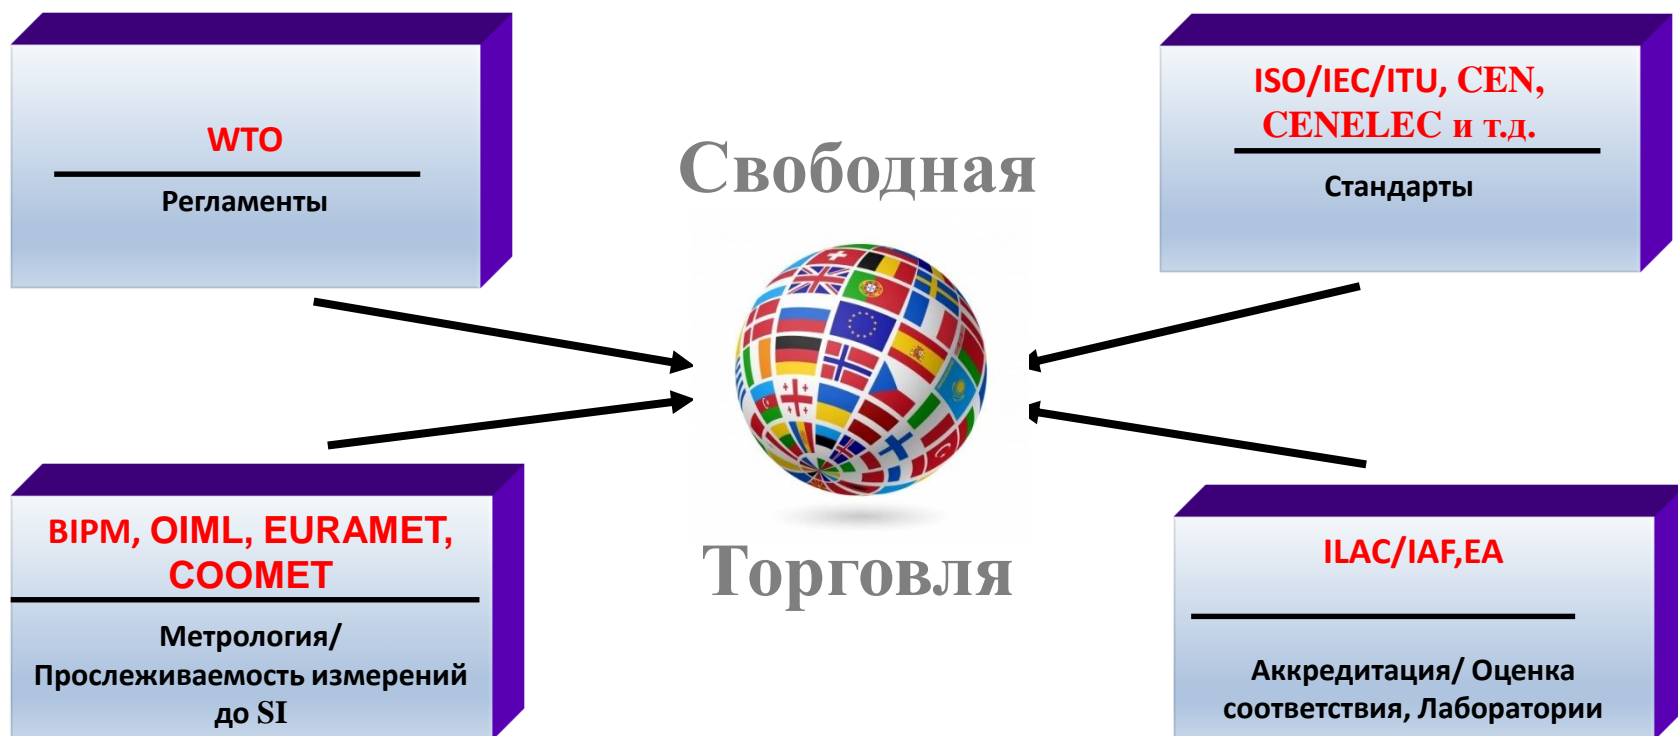 WTO
Регламенты
ISO/IEC/ITU, CEN,
CENELEC и т.д.
Стандарты
Свободная
Торговля
BIPM, OIML, EURAMET,
COOMET
Метрология/
Прослеживаемость измерений
до SI
ILAC/IAF,EA
Аккредитация/ Оценка
соответствия, Лаборатории